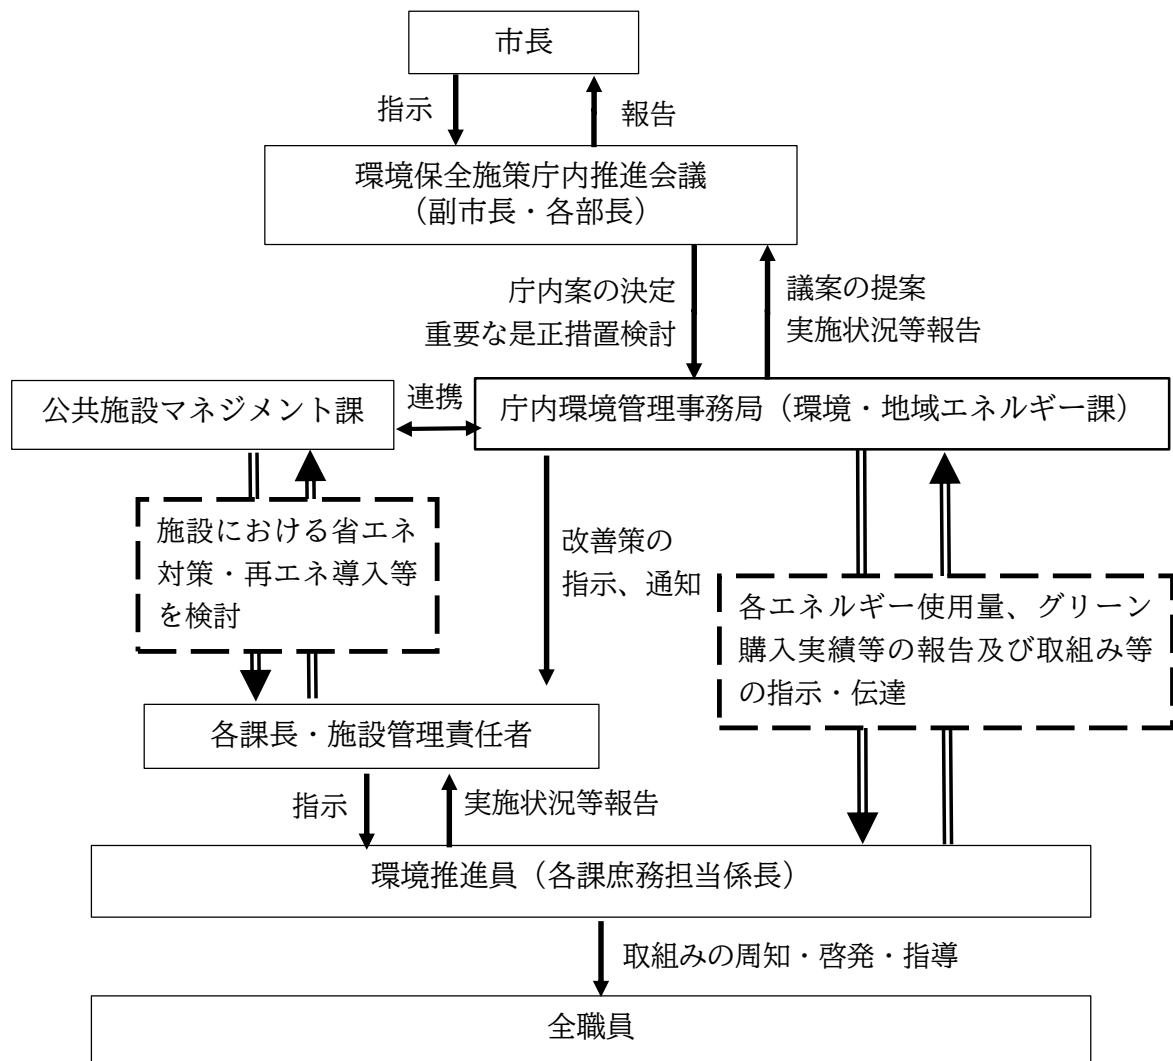 市長
指示
報告
環境保全施策庁内推進会議
（副市長・各部長）
庁内案の決定
重要な是正措置検討
議案の提案
実施状況等報告
公共施設マネジメント課
連携
庁内環境管理事務局（環境・地域エネルギー課）
施設における省エネ
対策・再エネ導入等
を検討
改善策の
指示、通知
各エネルギー使用量、グリーン
購入実績等の報告及び取組み等
の指示・伝達
各課長・施設管理責任者
指示
実施状況等報告
環境推進員（各課庶務担当係長）
取組みの周知・啓発・指導
全職員